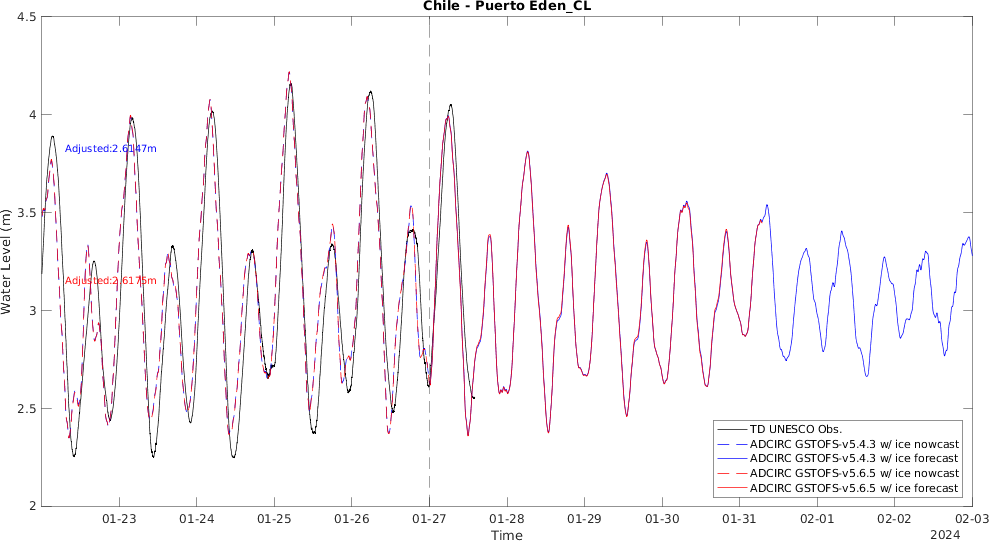 Chile - Puerto Eden_CL
4.5
4
3.5
3
2.5
2
Water Level (m)
Adjusted:2.6147m
Adjusted:2.6175m
TD UNESCO Obs.
ADCIRC GSTOFS-v5.4.3 w/ ice nowcast
ADCIRC GSTOFS-v5.4.3 w/ ice forecast
ADCIRC GSTOFS-v5.6.5 w/ ice nowcast
ADCIRC GSTOFS-v5.6.5 w/ ice forecast
01-23 01-24 01-25 01-26 01-27 01-28 01-29 01-30 01-31 02-01 02-02 02-03
Time
2024